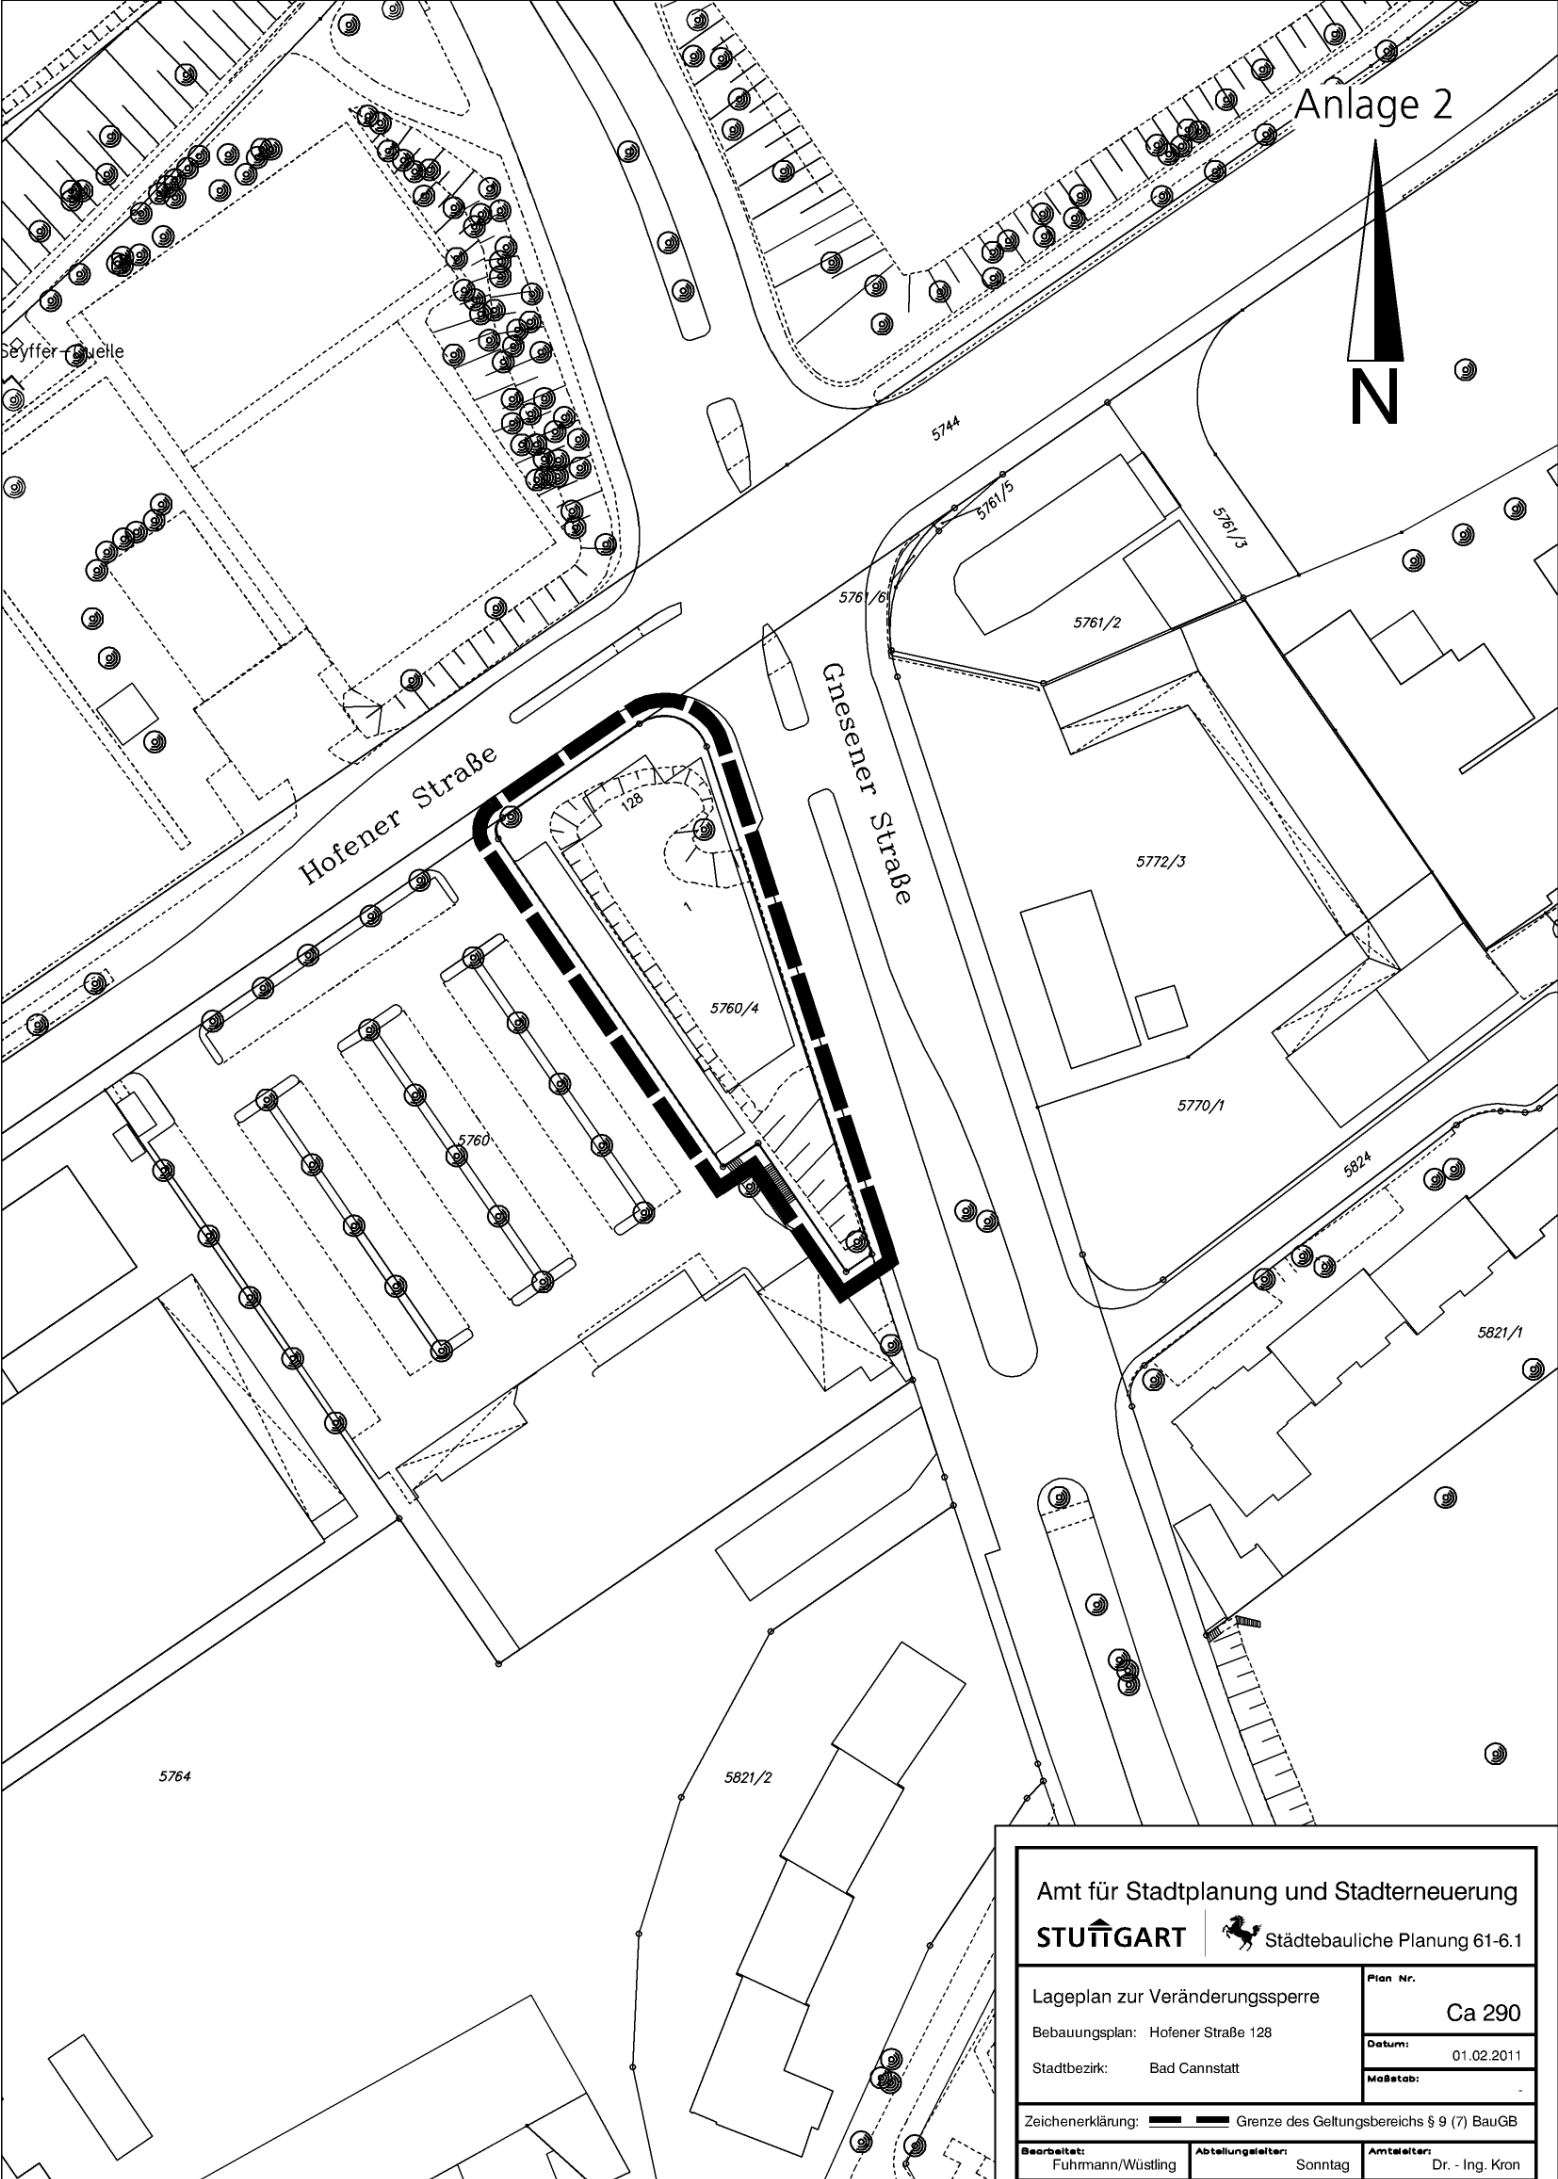 Anlage 2
N
Seyffer-Quelle
5744
5761/5
5761/3
5761/6
5761/2
Gnesener Straße
Hofener Straße
128
1
5772/3
5760/4
5770/1
5760
5824
5821/1
5764
5821/2
Amt für Stadtplanung und Stadterneuerung
STUTTGART
Städtebauliche Planung 61-6.1
Lageplan zur Veränderungssperre
Plan Nr.
Ca 290
Bebauungsplan: Hofener Straße 128
Datum:
01.02.2011
Stadtbezirk: Bad Cannstatt
Maßstab:
-
Zeichenerklärung: Grenze des Geltungsbereichs § 9 (7) BauGB
Bearbeitet:
Fuhrmann/Wüstling
Abteilungsleiter:
Sonntag
Amtsleiter:
Dr. - Ing. Kron